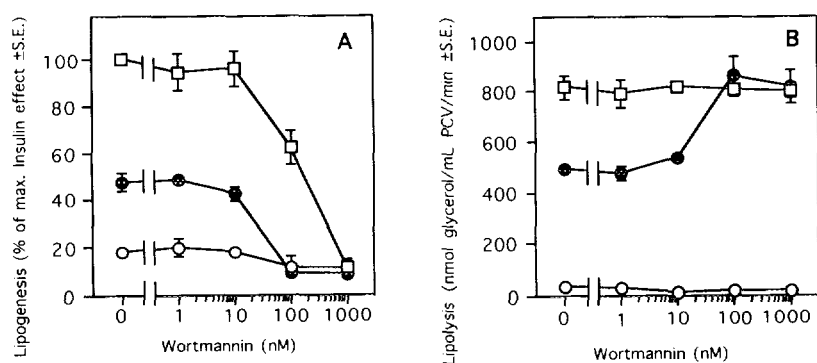 Lipogenesis (% of max. Insulin effect ±S.E.)
A
100
80
60
40
20
0
0 1 10 100 1000
Wortmannin (nM)
Lipolysis (nmol glycerol/mL PCV/min ±S.E.)
B
1000
800
600
400
200
0
0 1 10 100 1000
Wortmannin (nM)